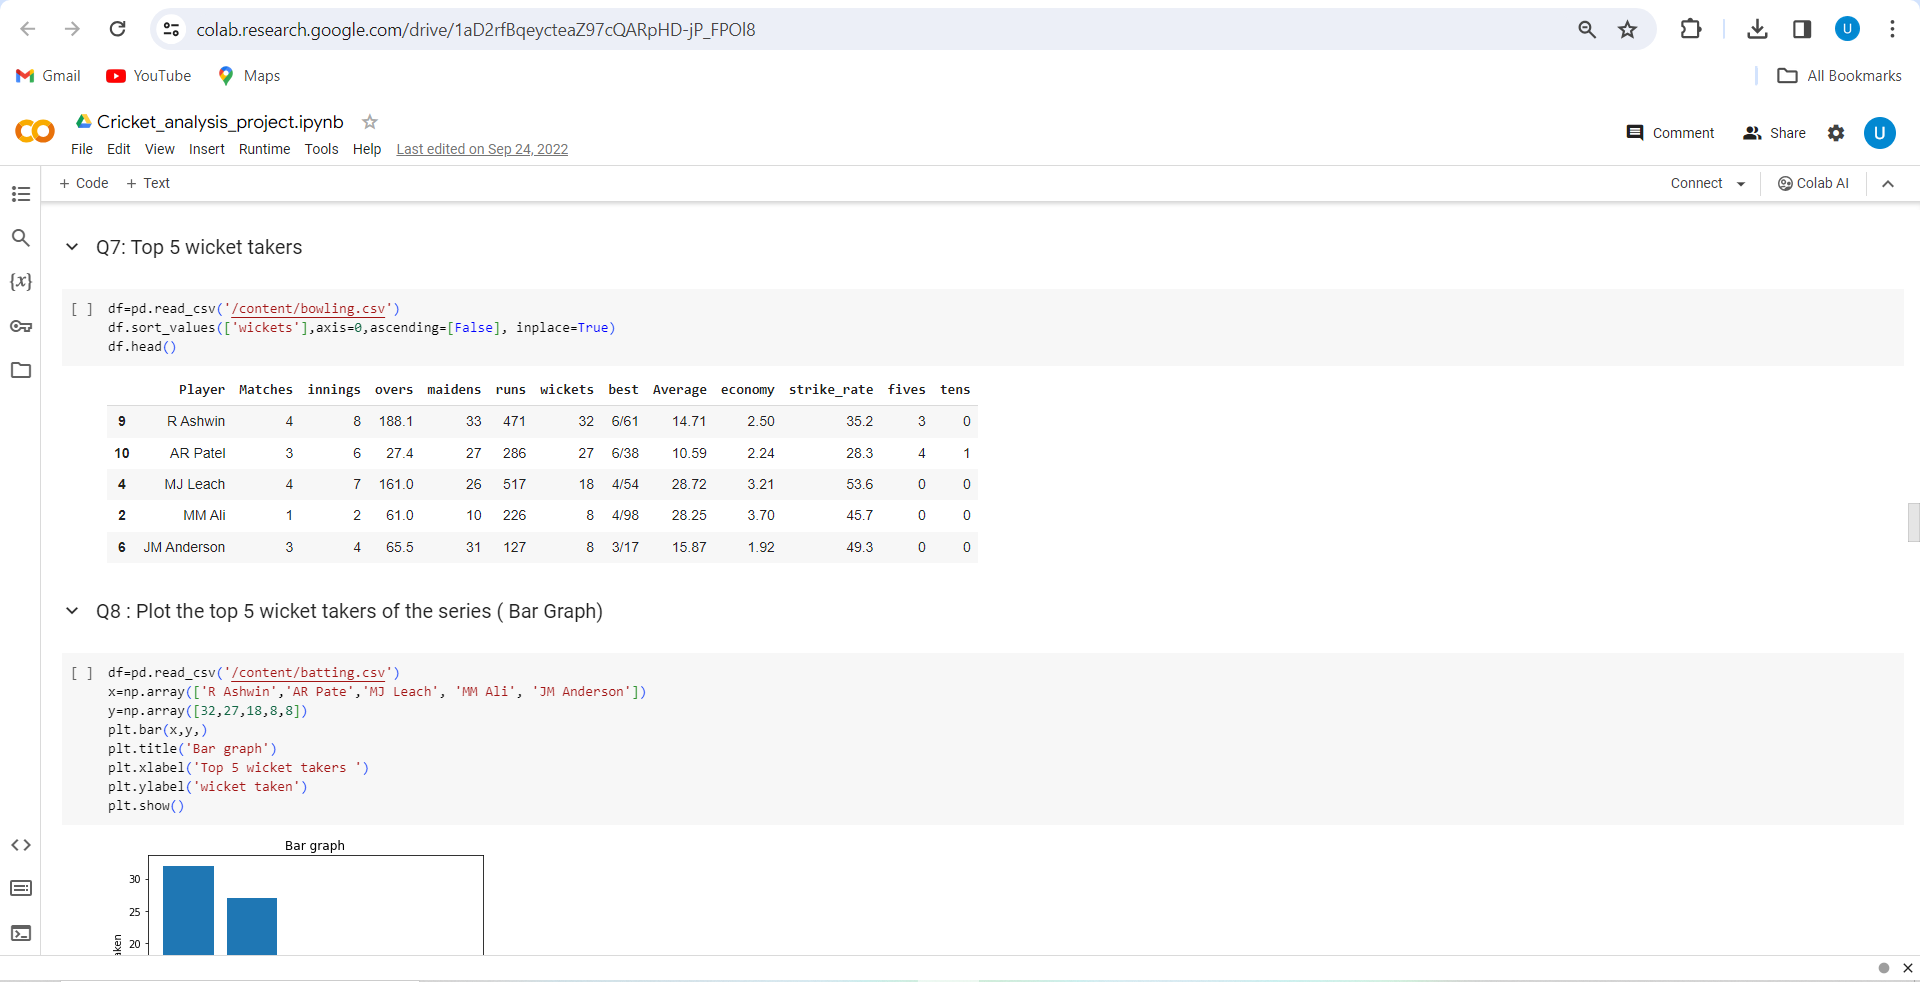 colab.research.google.com/drive/1aD2rfBqeycteaZ97cQARpHD-jP_FPOl8
U
Gmail YouTube Maps All Bookmarks
Cricket_analysis_project.ipynb
File Edit View Insert Runtime Tools Help Last edited on Sep 24, 2022
Comment Share U
+ Code + Text Connect Colab AI
Q7: Top 5 wicket takers
[ ] df=pd.read_csv('/content/bowling.csv')
df.sort_values(['wickets'],axis=0,ascending=[False], inplace=True)
df.head()
Player Matches innings overs maidens runs wickets best Average economy strike_rate fives tens
9 R Ashwin 4 8 188.1 33 471 32 6/61 14.71 2.50 35.2 3 0
10 AR Patel 3 6 27.4 27 286 27 6/38 10.59 2.24 28.3 4 1
4 MJ Leach 4 7 161.0 26 517 18 4/54 28.72 3.21 53.6 0 0
2 MM Ali 1 2 61.0 10 226 8 4/98 28.25 3.70 45.7 0 0
6 JM Anderson 3 4 65.5 31 127 8 3/17 15.87 1.92 49.3 0 0
Q8 : Plot the top 5 wicket takers of the series ( Bar Graph)
[ ] df=pd.read_csv('/content/batting.csv')
x=np.array(['R Ashwin','AR Pate','MJ Leach', 'MM Ali', 'JM Anderson'])
y=np.array([32,27,18,8,8])
plt.bar(x,y,)
plt.title('Bar graph')
plt.xlabel('Top 5 wicket takers ')
plt.ylabel('wicket taken')
plt.show()
Bar graph
30
25
20